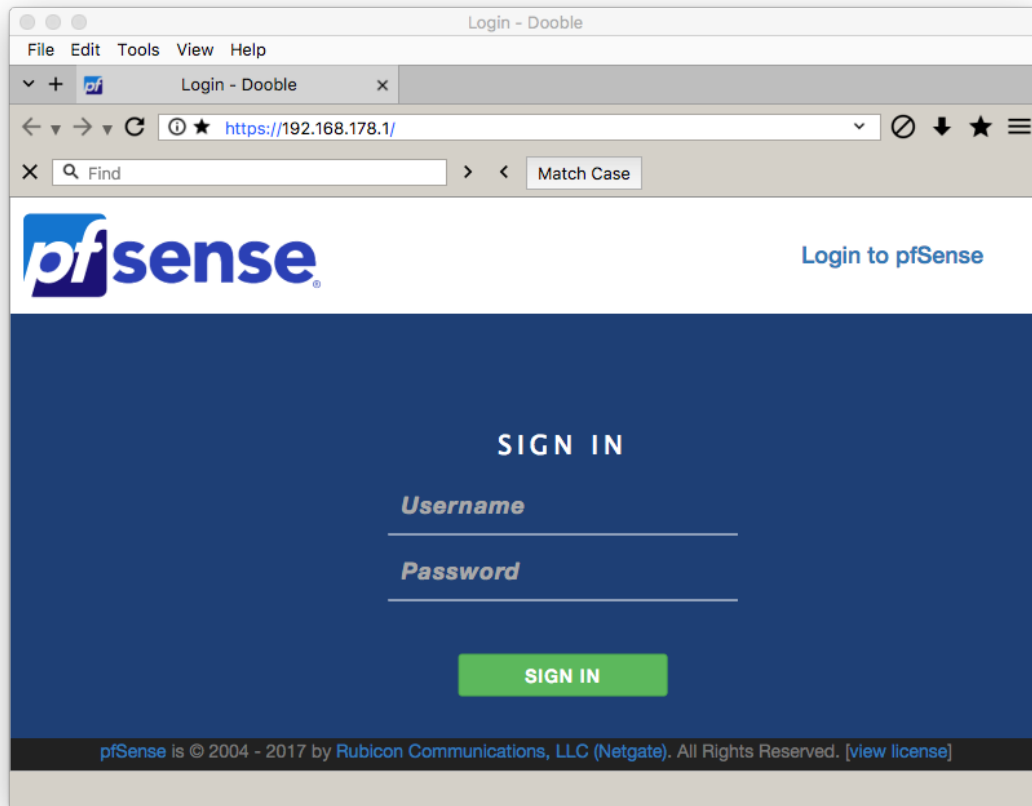 Login - Dooble
File Edit Tools View Help
pf Login - Dooble
https://192.168.178.1/
Find Match Case
pfsense® Login to pfSense
SIGN IN
Username
Password
SIGN IN
pfSense is © 2004 - 2017 by Rubicon Communications, LLC (Netgate). All Rights Reserved. [view license]